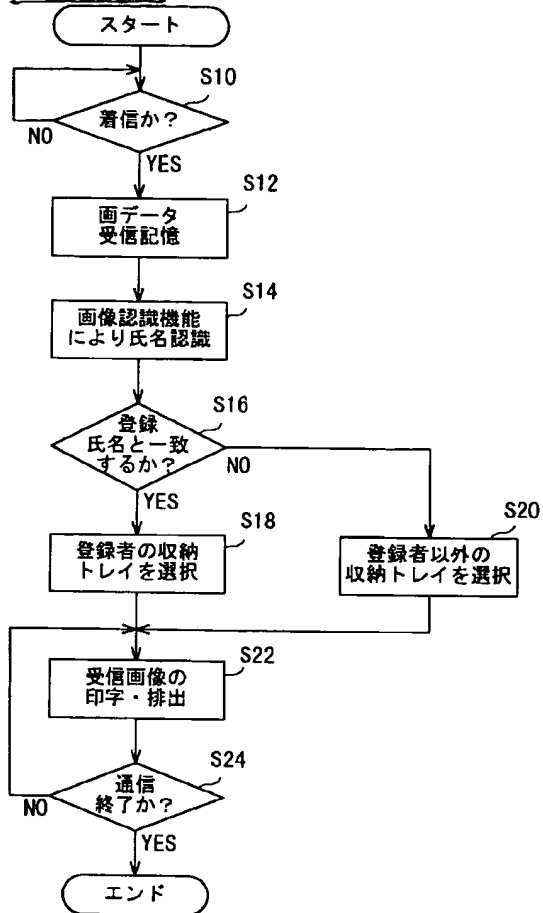 スタート
S10
着信か?
NO
YES
S12
画データ
受信記憶
S14
画像認識機能
により氏名認識
S16
登録
氏名と一致
するか?
NO
YES
S18
登録者の収納
トレイを選択
S20
登録者以外の
収納トレイを選択
S22
受信画像の
印字・排出
S24
通信
終了か?
NO
YES
エンド